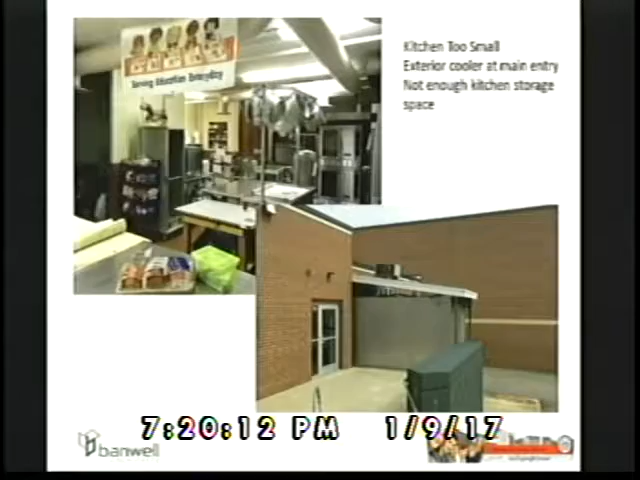 Kitchen Too Small
Exterior cooler at main entry
Not enough kitchen storage
space
Serving Education Everyday
7:20:12 PM 1/9/17
banwell